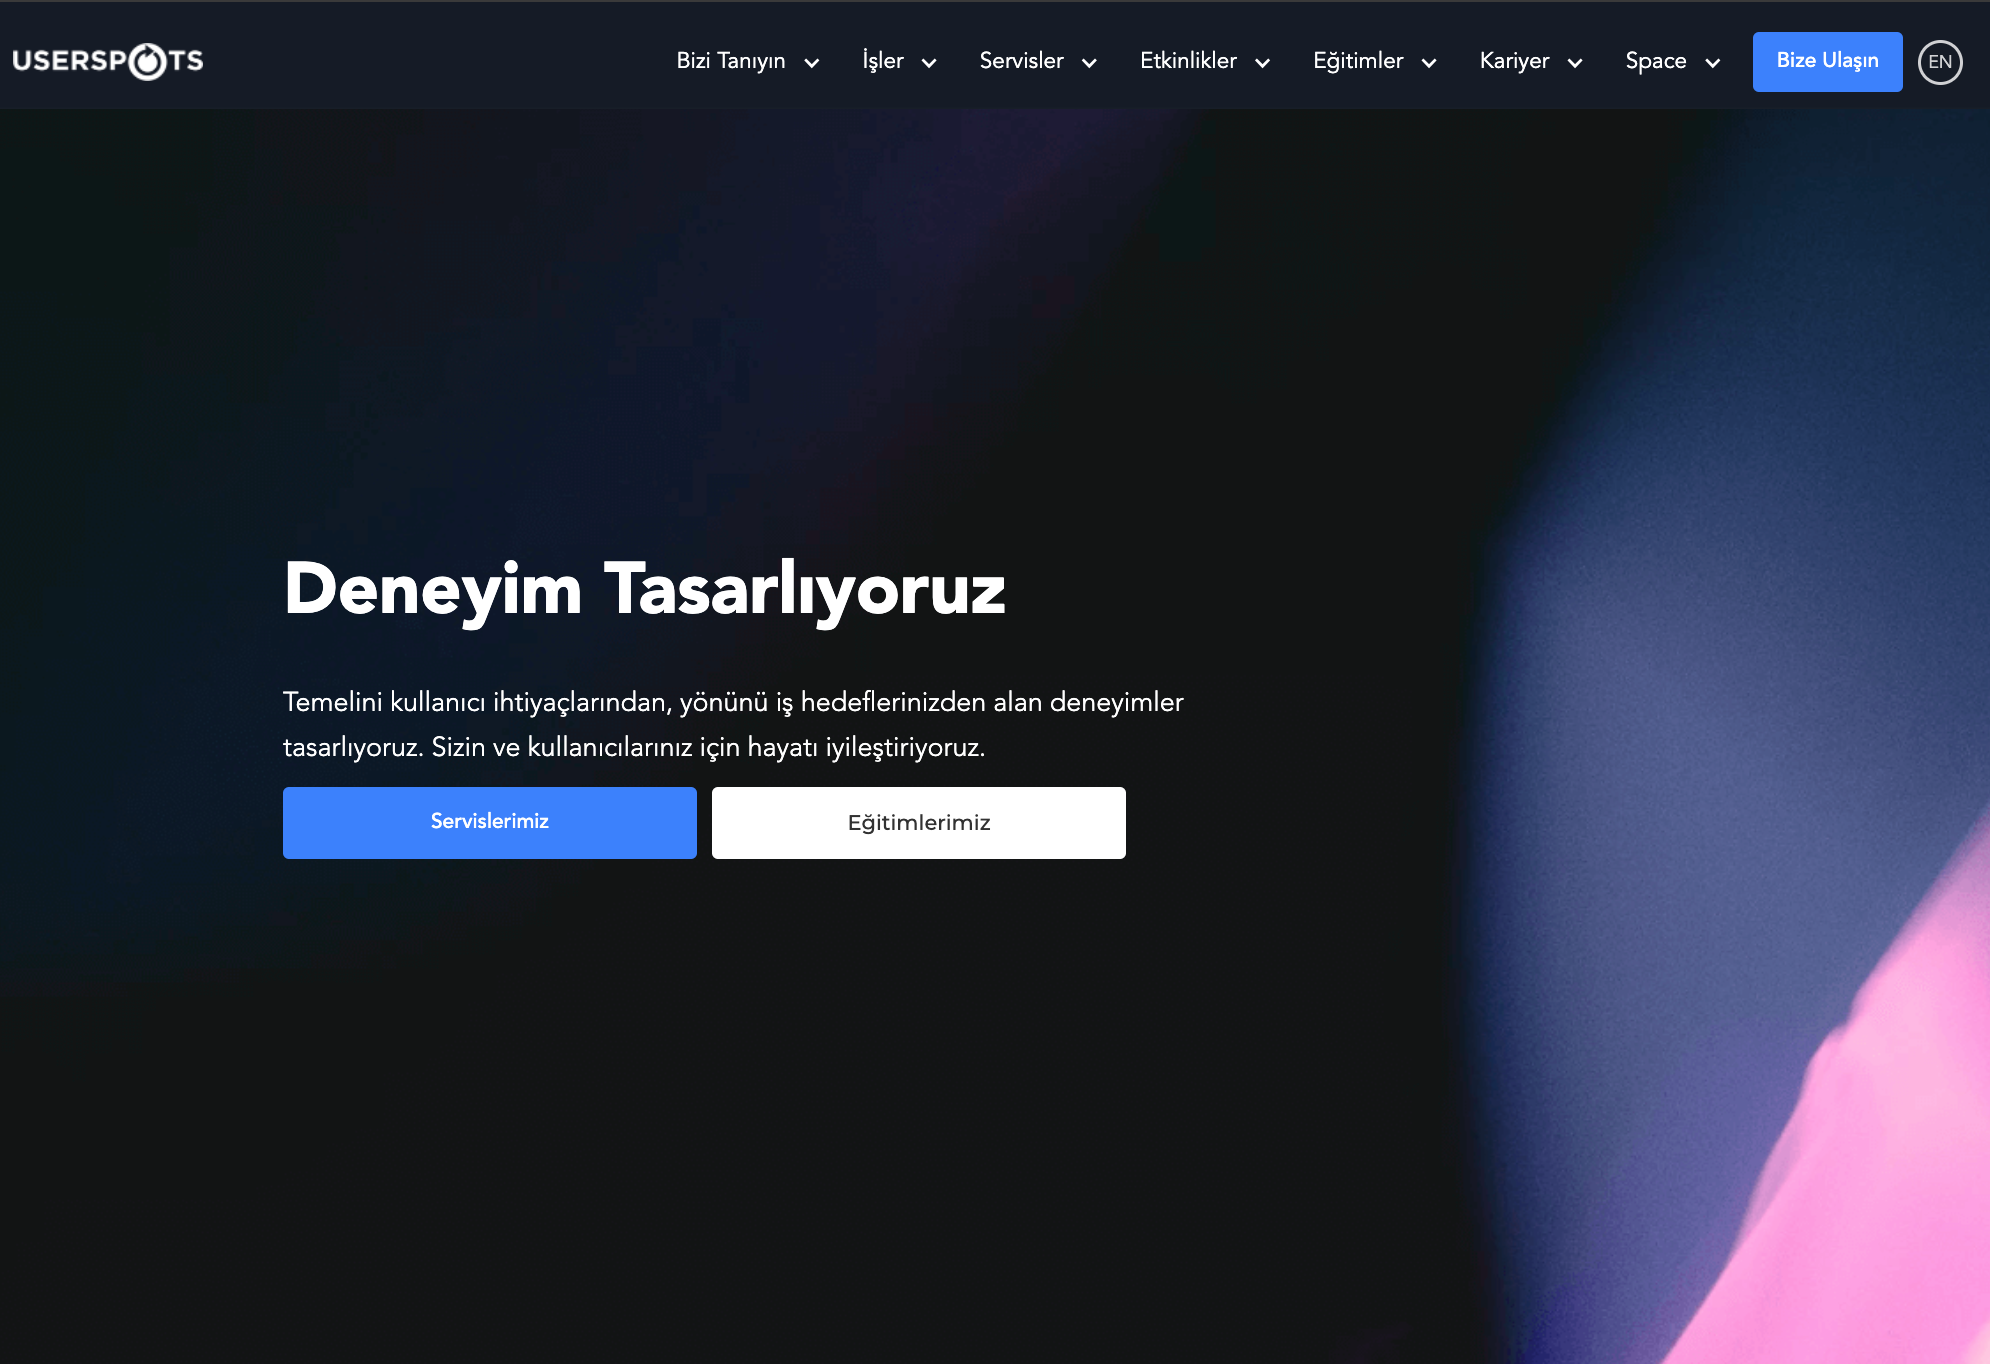 USERSPOTS
Bizi Tanıyın İşler Servisler Etkinlikler Eğitimler Kariyer Space Bize Ulaşın EN
Deneyim Tasarlıyoruz
Temelini kullanıcı ihtiyaçlarından, yönünü iş hedeflerinizden alan deneyimler
tasarlıyoruz. Sizin ve kullanıcılarınız için hayatı iyileştiriyoruz.
Servislerimiz Eğitimlerimiz